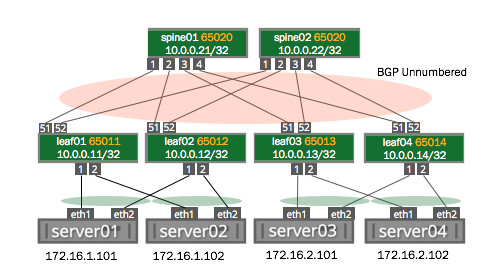 spine01 65020 spine02 65020
10.0.0.21/32 10.0.0.22/32
1 2 3 4 1 2 3 4
BGP Unnumbered
51 52 51 52 51 52 51 52
leaf01 65011 leaf02 65012 leaf03 65013 leaf04 65014
10.0.0.11/32 10.0.0.12/32 10.0.0.13/32 10.0.0.14/32
1 2 1 2 1 2 1 2
eth1 eth2 eth1 eth2 eth1 eth2 eth1 eth2
server01 server02 server03 server04
172.16.1.101 172.16.1.102 172.16.2.101 172.16.2.102